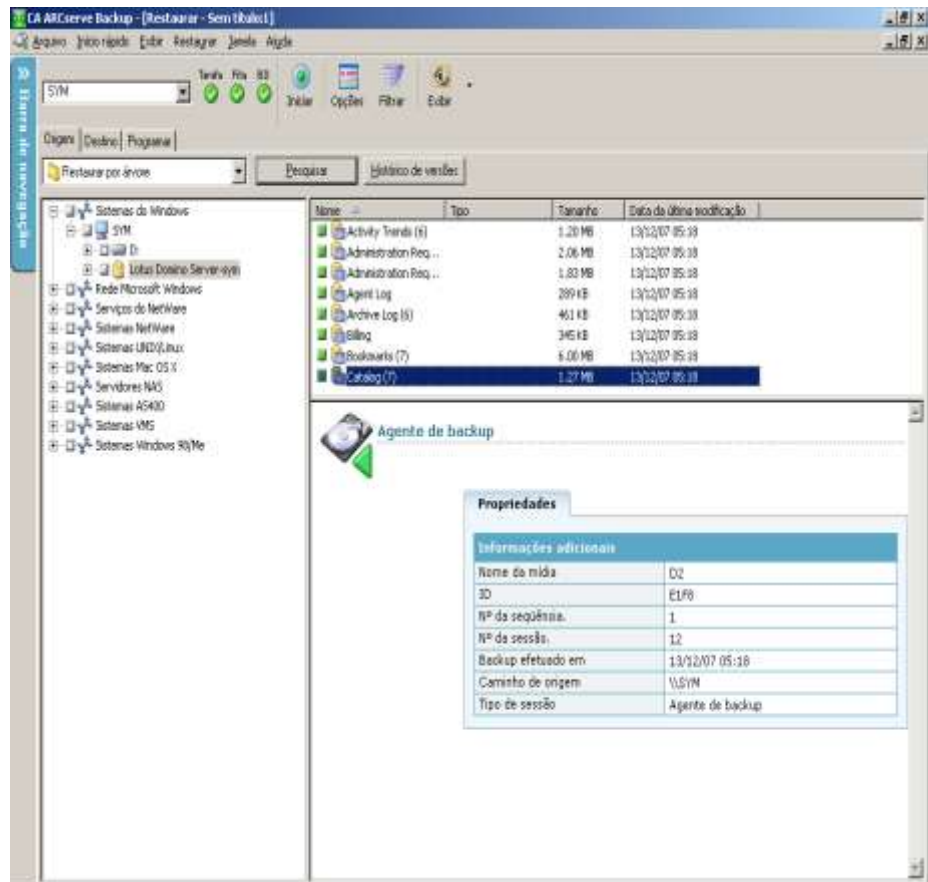 CA ARCserve Backup - [Restaurar - Sem título:1]
Arquivo Início rápido Exibir Restaurar Janela Ajuda
Barra de navegação
SYM
Tarefa Fita BD
Iniciar Opções Filtrar Exibir
Origem Destino Programar
Restaurar por árvore Pesquisar Histórico de versões
Sistemas do Windows
SYM
D:
Lotus Domino Server-sym
Rede Microsoft Windows
Serviços do NetWare
Sistemas NetWare
Sistemas UNIX/Linux
Sistemas Mac OS X
Servidores NAS
Sistemas AS400
Sistemas VMS
Sistemas Windows 98/Me
Nome Tipo Tamanho Data da última modificação
Activity Trends (6) 1.20 MB 13/12/07 05:18
Administration Req... 2.06 MB 13/12/07 05:18
Administration Req... 1.83 MB 13/12/07 05:18
Agent Log 289 KB 13/12/07 05:18
Archive Log (6) 461 KB 13/12/07 05:18
Billing 345 KB 13/12/07 05:18
Bookmarks (7) 6.00 MB 13/12/07 05:18
Catalog (7) 1.27 MB 13/12/07 05:18
Agente de backup
Propriedades
Informações adicionais
Nome da mídia D2
ID E1F8
Nº da seqüência. 1
Nº da sessão. 12
Backup efetuado em 13/12/07 05:18
Caminho de origem \\SYM
Tipo de sessão Agente de backup